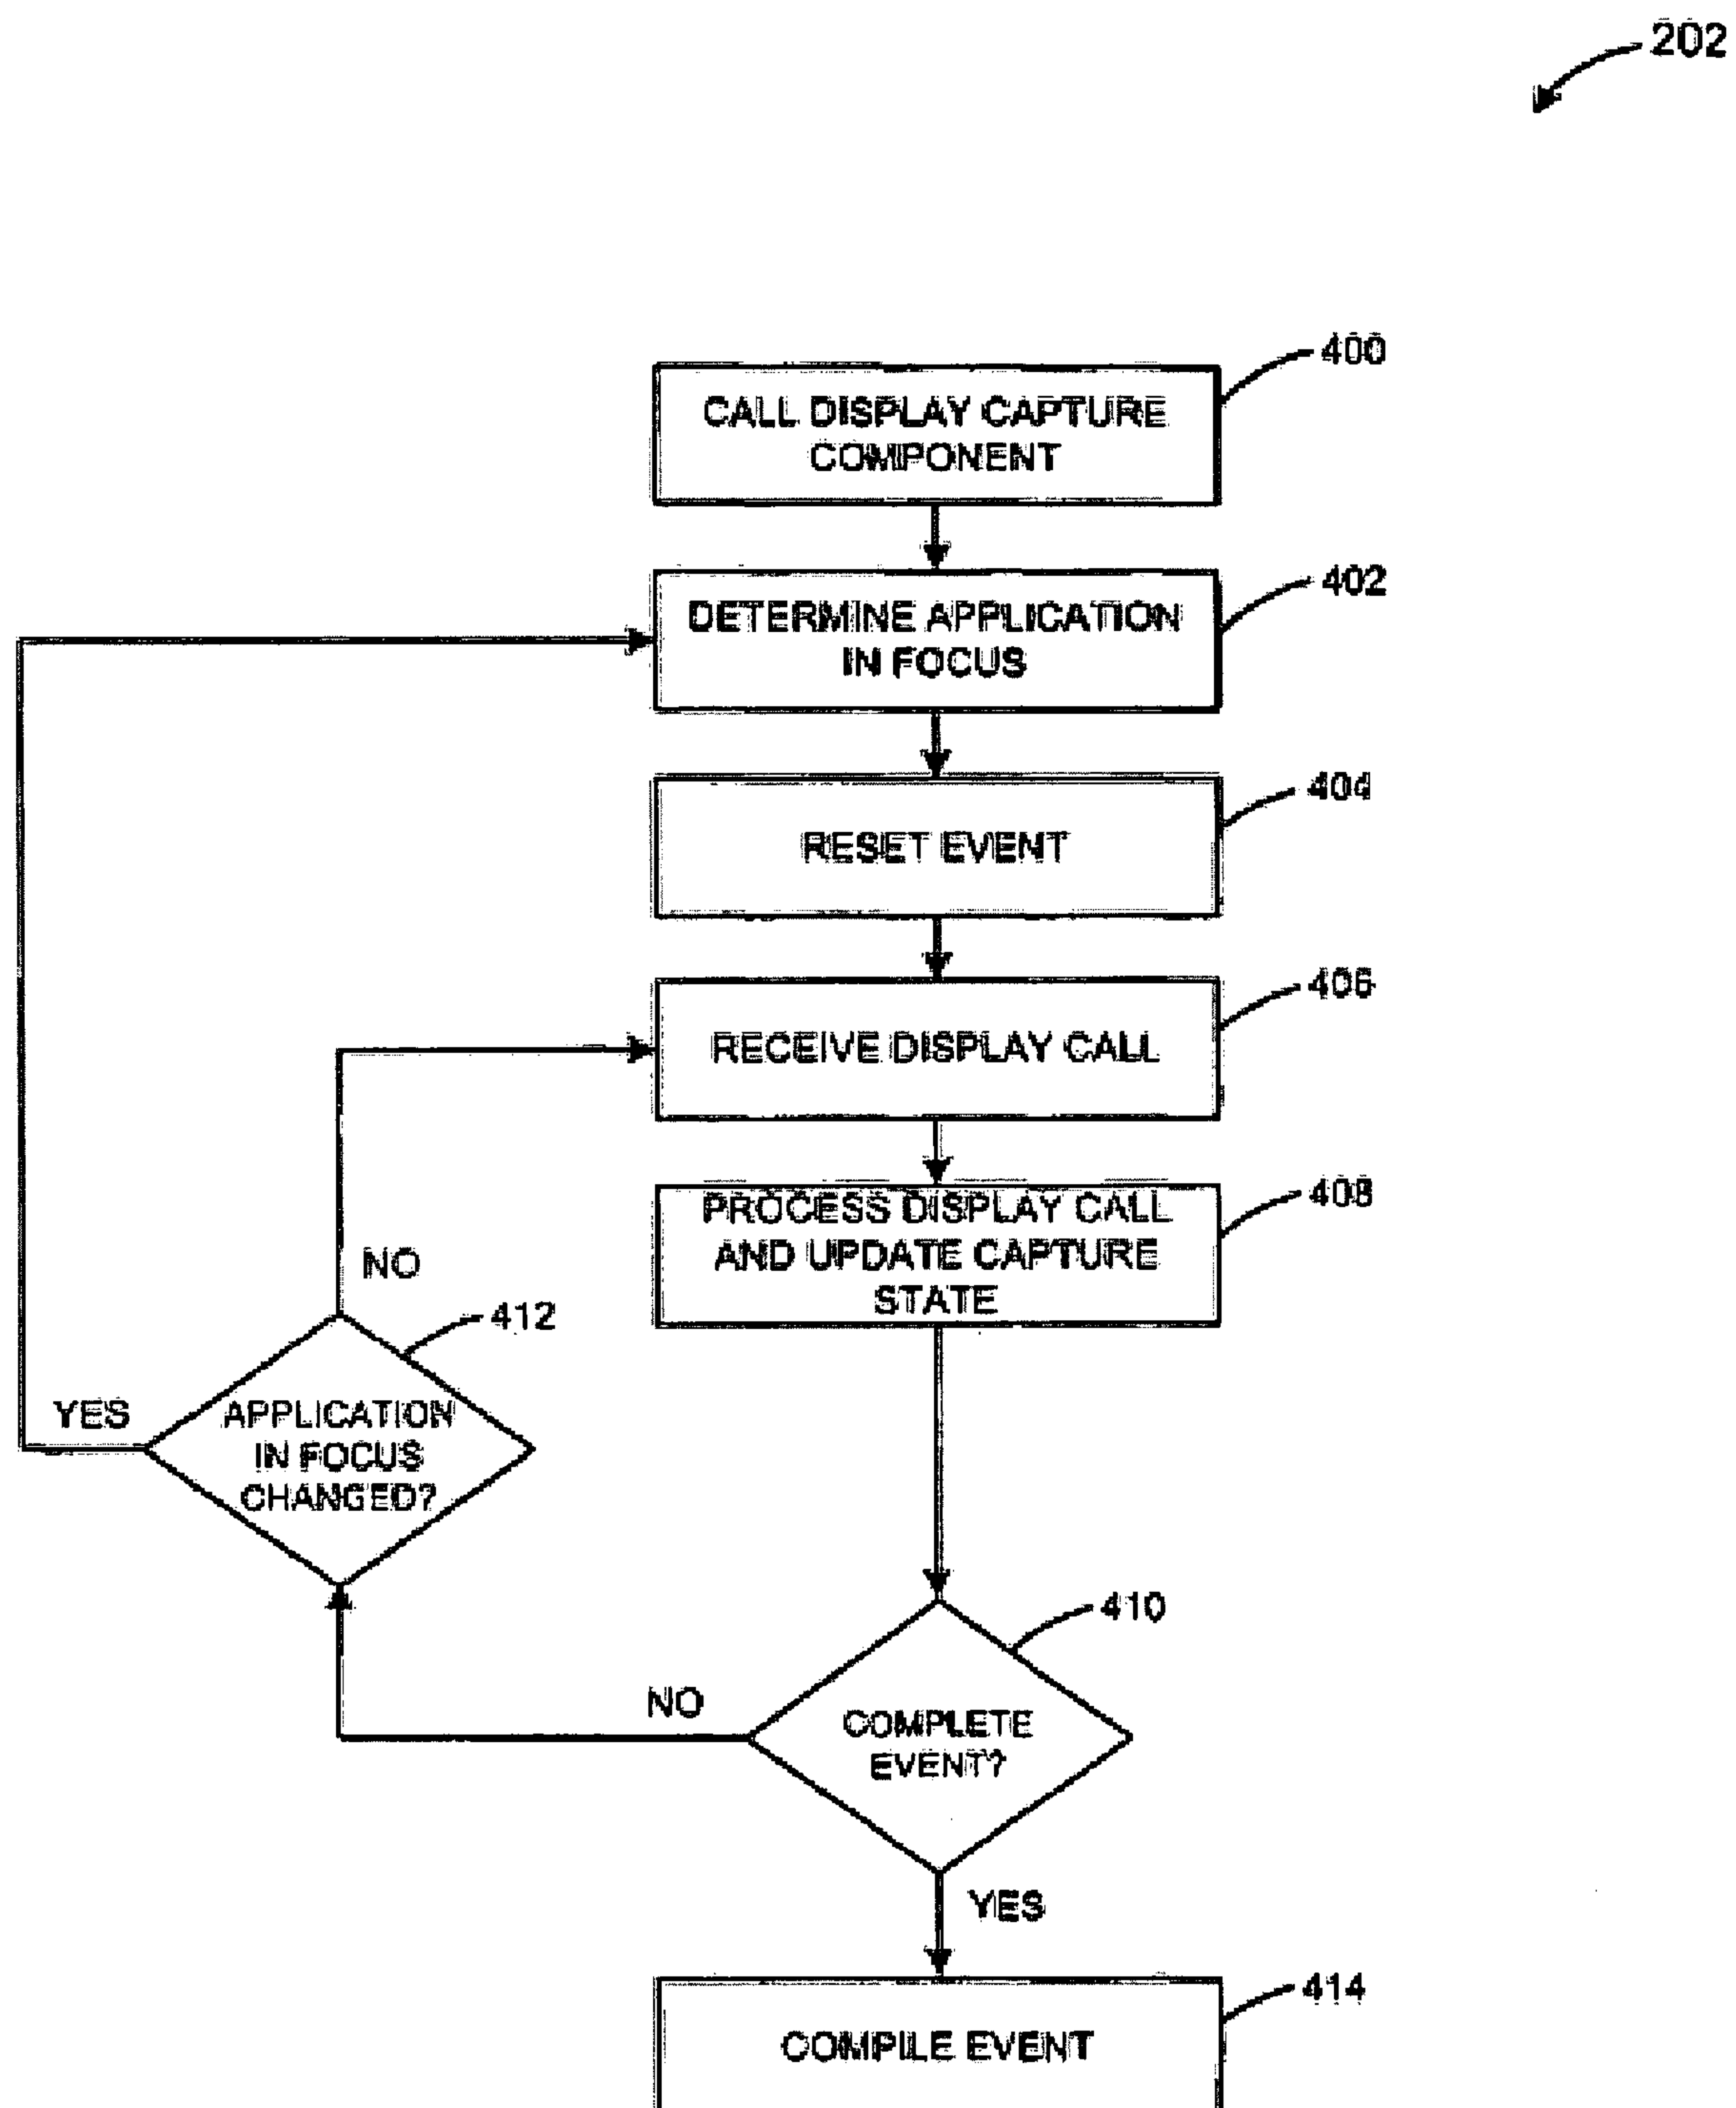 202
400
CALL DISPLAY CAPTURE
COMPONENT
402
DETERMINE APPLICATION
IN FOCUS
404
RESET EVENT
406
RECEIVE DISPLAY CALL
408
PROCESS DISPLAY CALL
AND UPDATE CAPTURE
STATE
NO
412
YES
APPLICATION
IN FOCUS
CHANGED?
410
NO
COMPLETE
EVENT?
YES
414
COMPILE EVENT